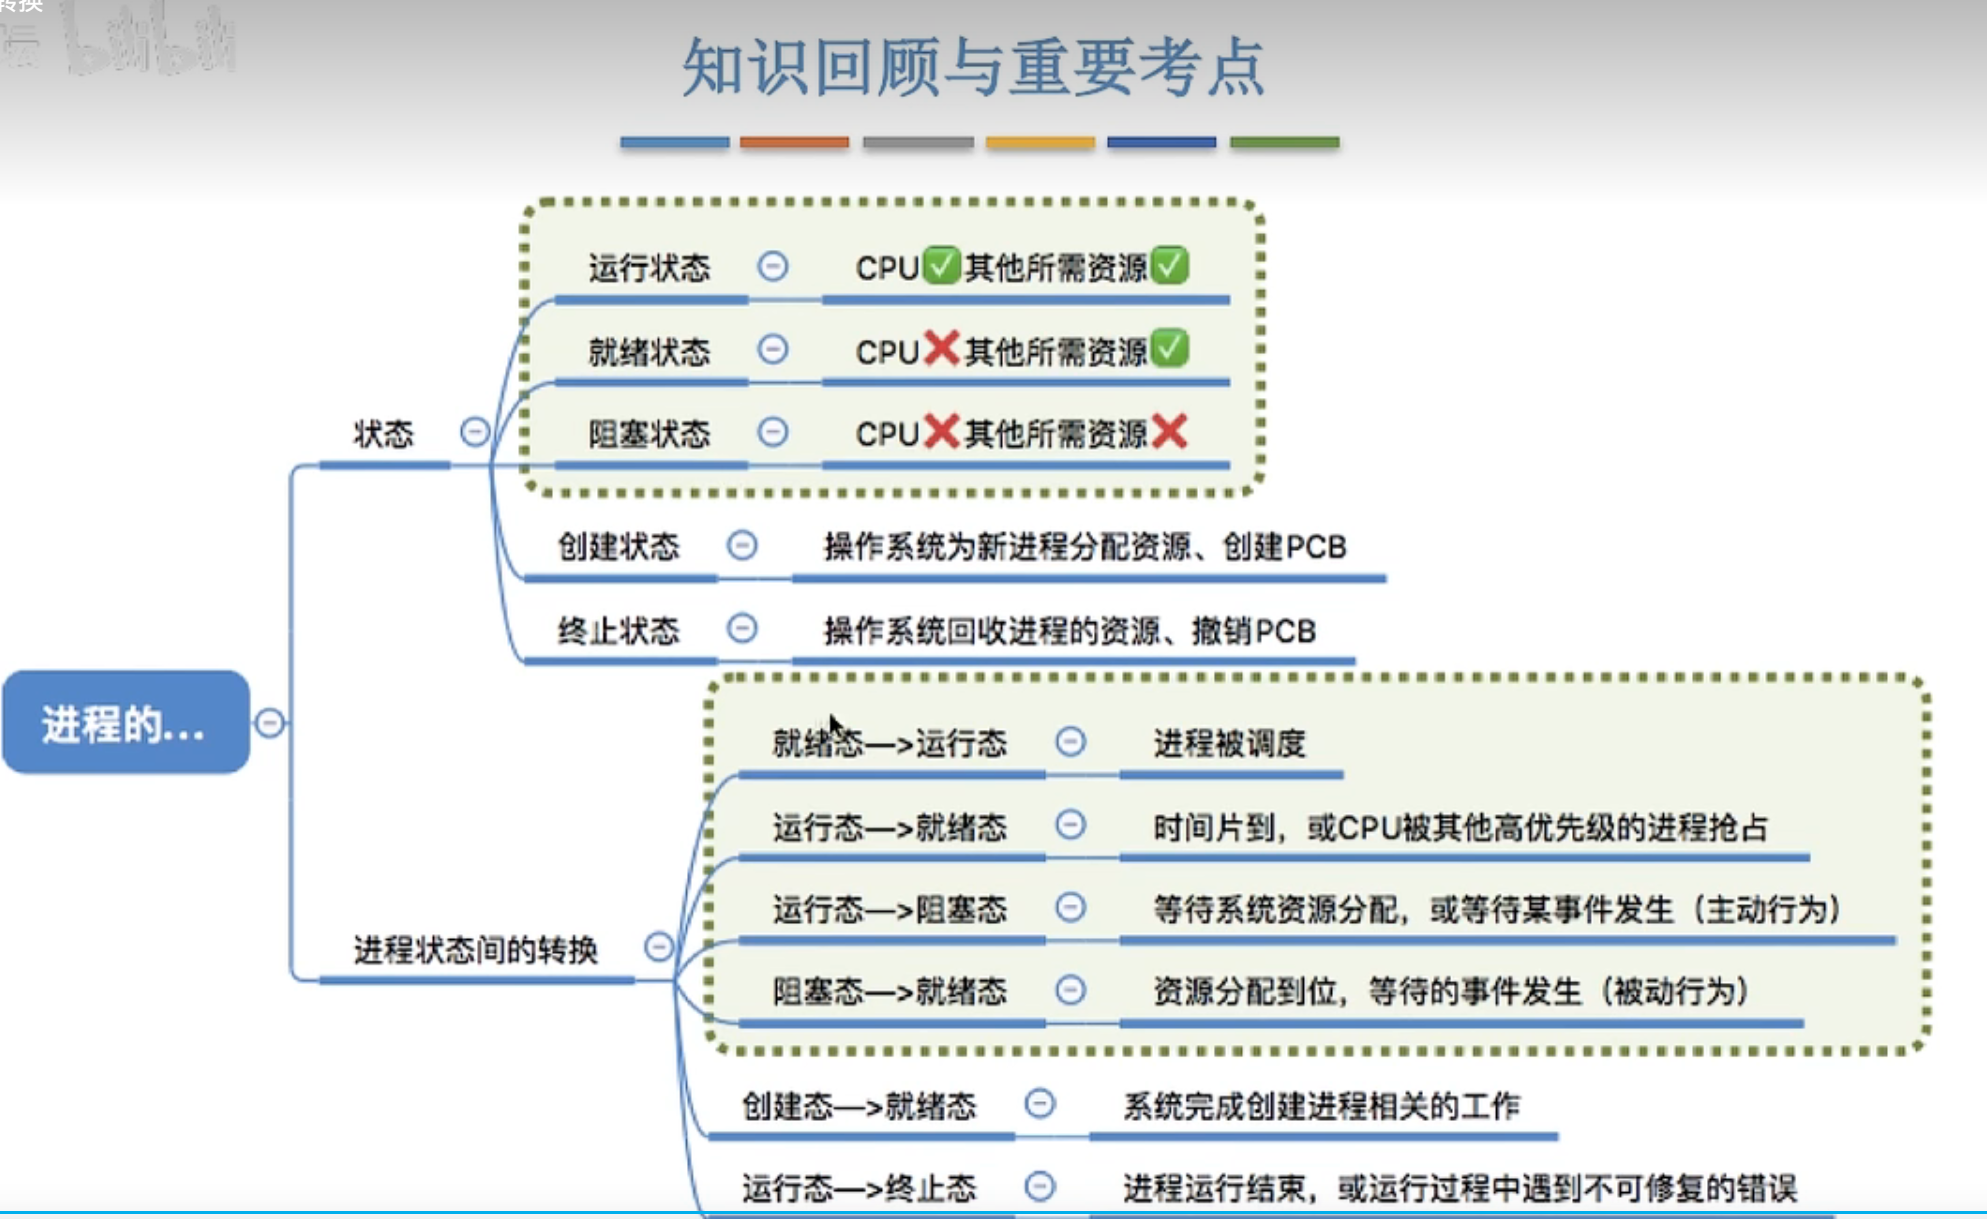 转换
坛 bilibili
知识回顾与重要考点
运行状态 CPU✅其他所需资源✅
就绪状态 CPU❌其他所需资源✅
状态
阻塞状态 CPU❌其他所需资源❌
创建状态 操作系统为新进程分配资源、创建PCB
终止状态 操作系统回收进程的资源、撤销PCB
进程的...
就绪态—>运行态 进程被调度
运行态—>就绪态 时间片到，或CPU被其他高优先级的进程抢占
运行态—>阻塞态 等待系统资源分配，或等待某事件发生（主动行为）
进程状态间的转换
阻塞态—>就绪态 资源分配到位，等待的事件发生（被动行为）
创建态—>就绪态 系统完成创建进程相关的工作
运行态—>终止态 进程运行结束，或运行过程中遇到不可修复的错误